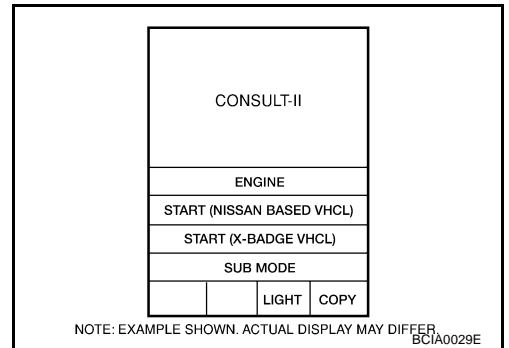 CONSULT-II
ENGINE
START (NISSAN BASED VHCL)
START (X-BADGE VHCL)
SUB MODE
LIGHT COPY
NOTE: EXAMPLE SHOWN. ACTUAL DISPLAY MAY DIFFER.
BCIA0029E